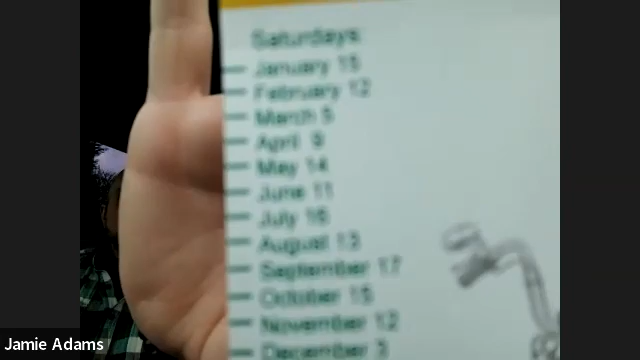 Saturdays
January 15
February 12
March 5
April 9
May 14
June 11
July 16
August 13
September 17
October 15
November 12
December 3
Jamie Adams